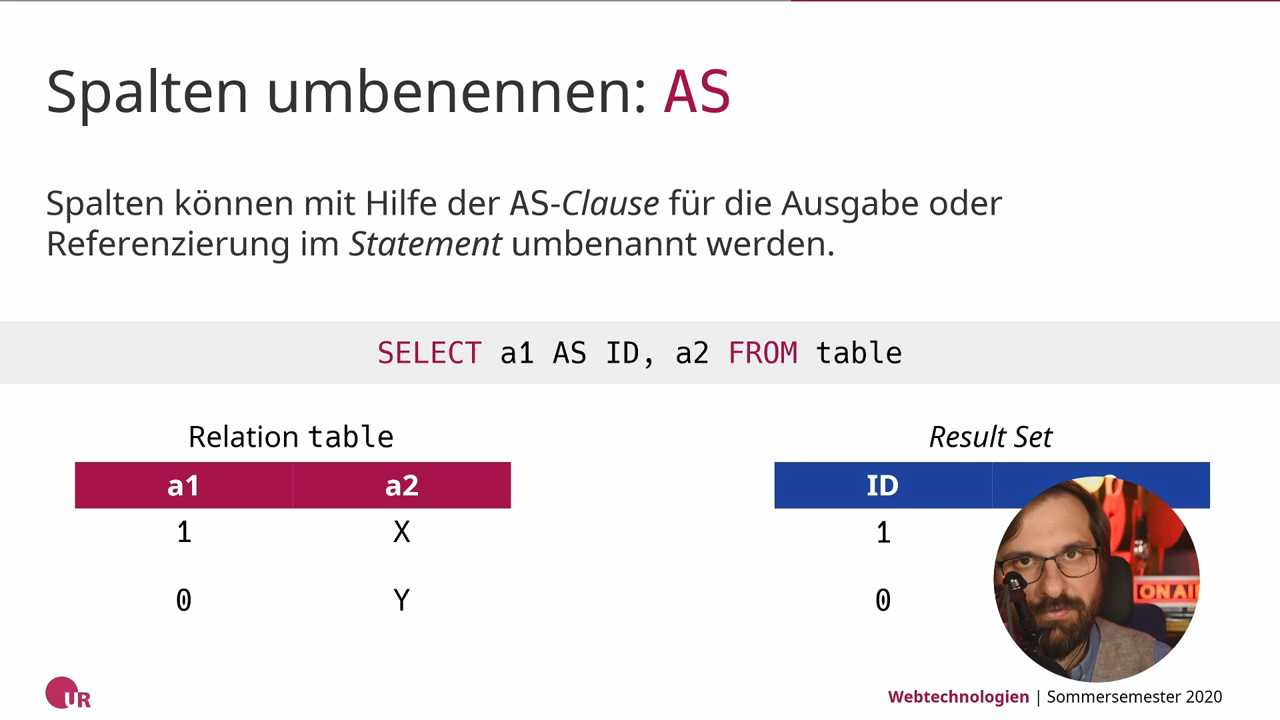 Spalten umbenennen: AS
Spalten können mit Hilfe der AS-Clause für die Ausgabe oder
Referenzierung im Statement umbenannt werden.
SELECT a1 AS ID, a2 FROM table
Relation table
a1 a2
1 X
0 Y
Result Set
ID
1
0
ON AI
UR
Webtechnologien | Sommersemester 2020